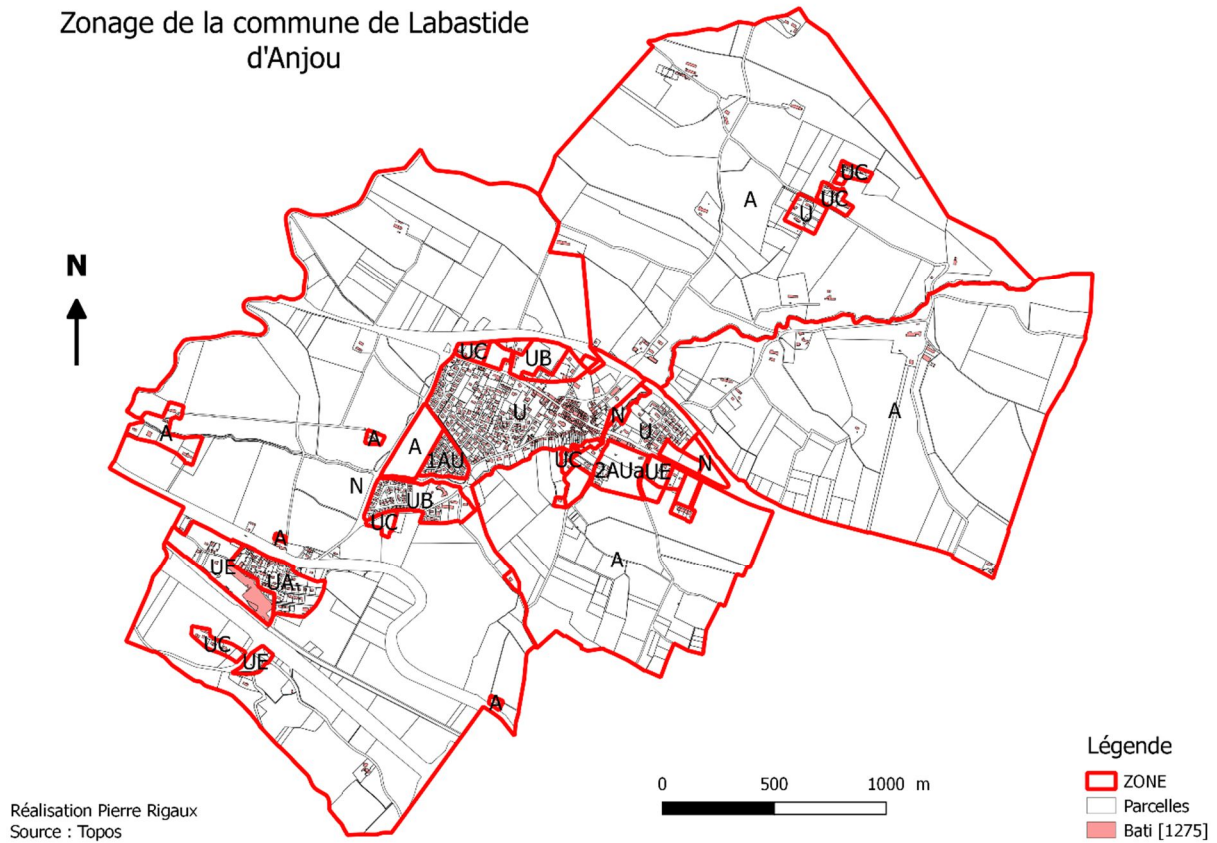 Zonage de la commune de Labastide
d'Anjou
N
UC
A
UC
U
UC
UB
A
N
A
A
A
U
U
1AU
UC
2AUa
UE
N
N
UB
UC
A
A
UE
UA
UC
UE
A
Légende
0 500 1000 m
ZONE
Parcelles
Bati [1275]
Réalisation Pierre Rigaux
Source : Topos